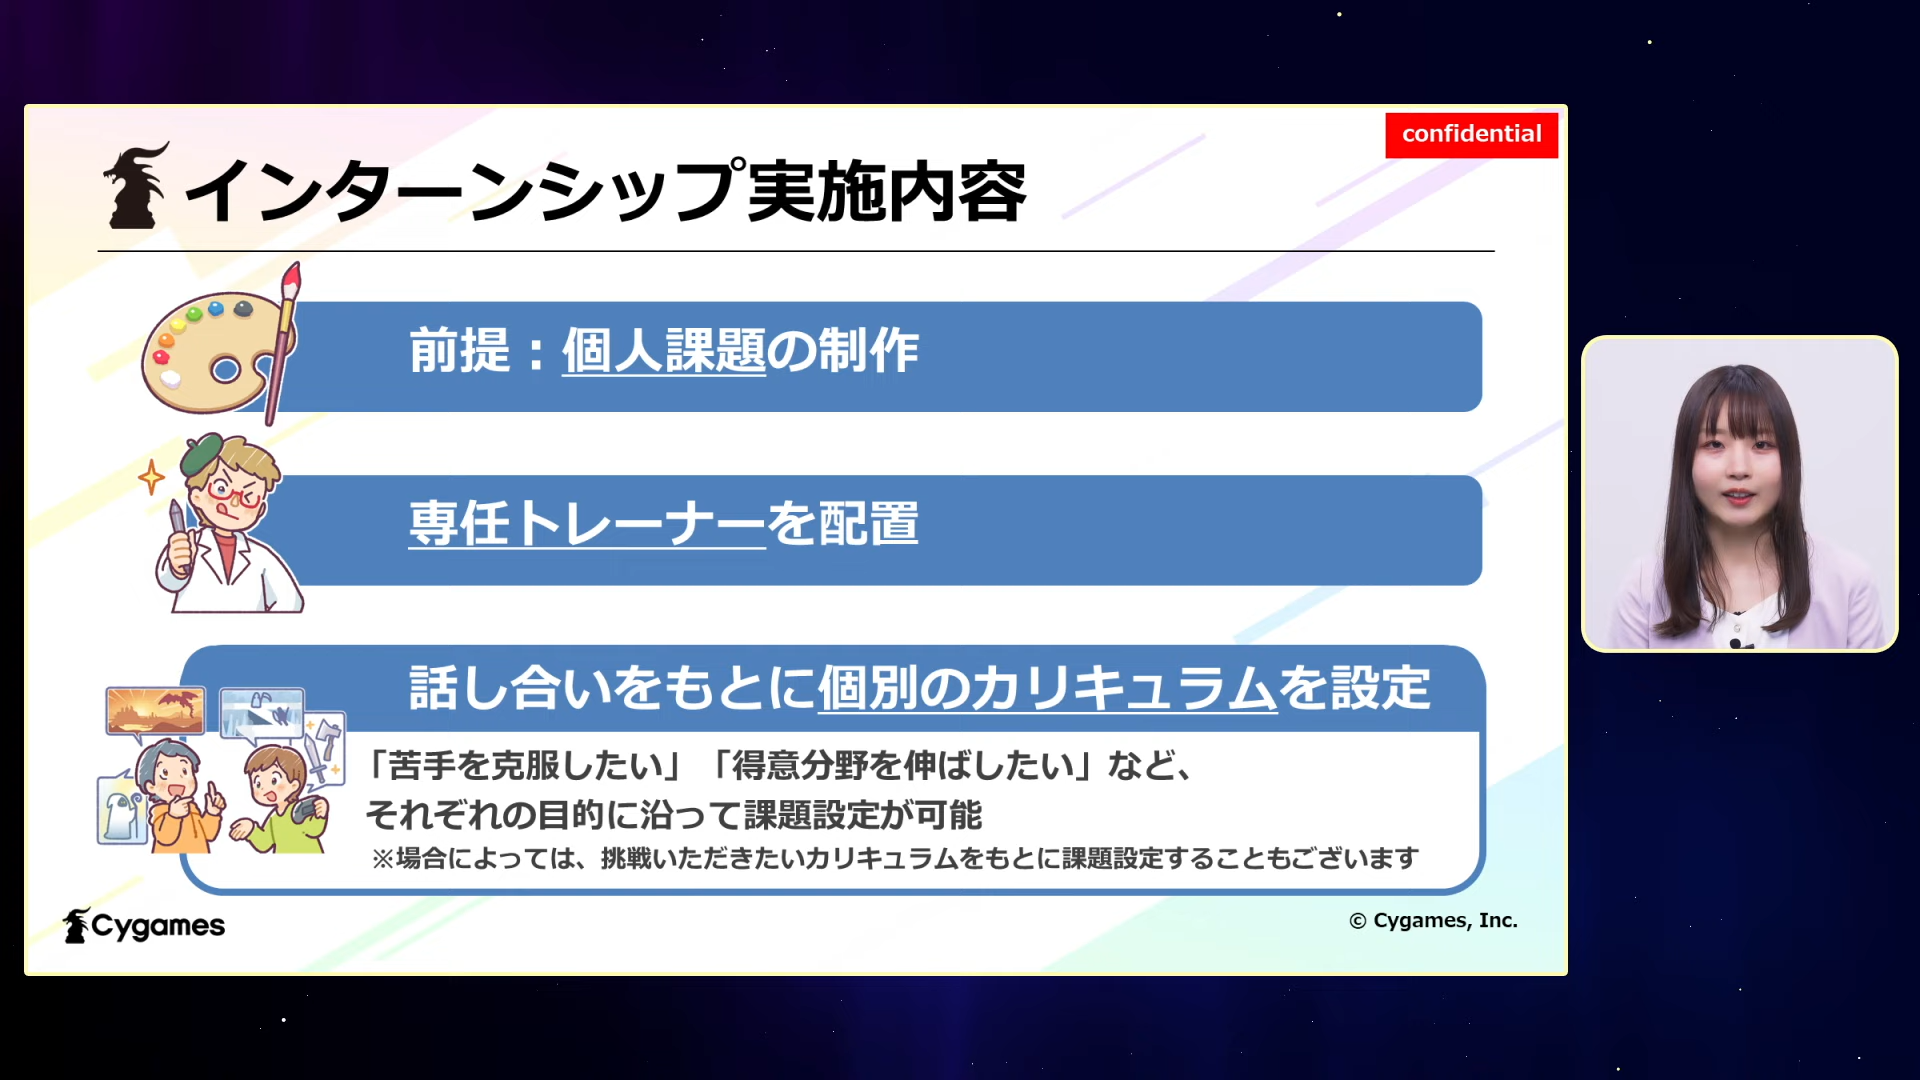 confidential
インターンシップ実施内容
前提：個人課題の制作
専任トレーナーを配置
話し合いをもとに個別のカリキュラムを設定
「苦手を克服したい」「得意分野を伸ばしたい」など、
それぞれの目的に沿って課題設定が可能
※場合によっては、挑戦いただきたいカリキュラムをもとに課題設定することもございます
Cygames
© Cygames, Inc.